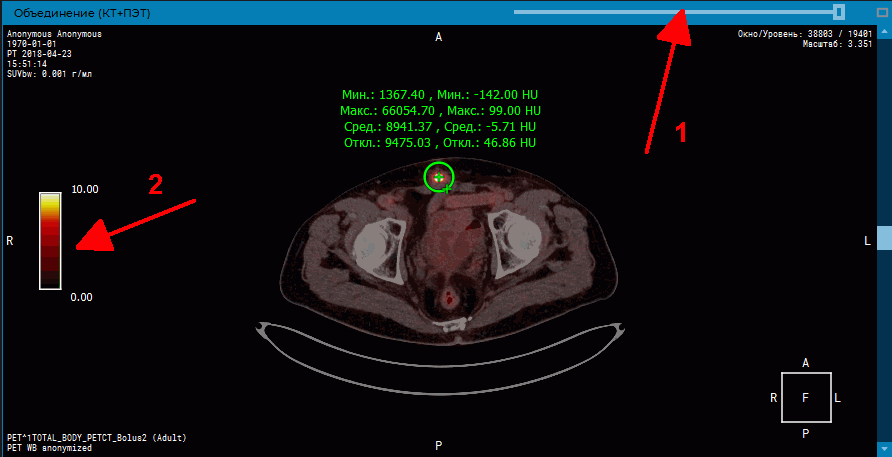 Объединение (КТ+ПЭТ)
Anonymous Anonymous
1970-01-01
PT 2018-04-23
15:51:14
SUVbw: 0.001 г/мл
A
Окно/Уровень: 38803 / 19401
Масштаб: 3.351
Мин.: 1367.40 , Мин.: -142.00 HU
Макс.: 66054.70 , Макс.: 99.00 HU
Сред.: 8941.37 , Сред.: -5.71 HU
Откл.: 9475.03 , Откл.: 46.86 HU
1
2
10.00
0.00
R
L
A
R F L
P
PET^1TOTAL_BODY_PETCT_Bolus2 (Adult)
PET WB anonymized
P